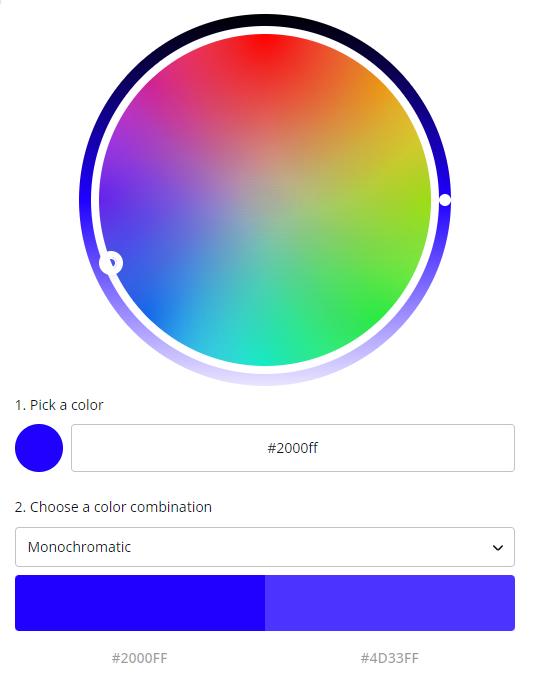 1. Pick a color
#2000ff
2. Choose a color combination
Monochromatic
#2000FF #4D33FF